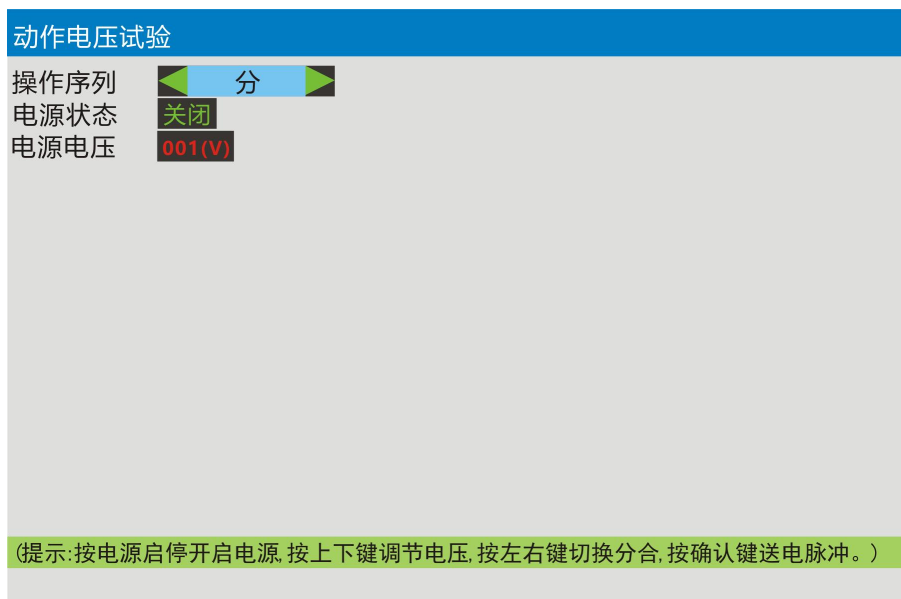 动作电压试验
操作序列 分
电源状态 关闭
电源电压 001(V)
(提示:按电源启停开启电源,按上下键调节电压,按左右键切换分合,按确认键送电脉冲。)